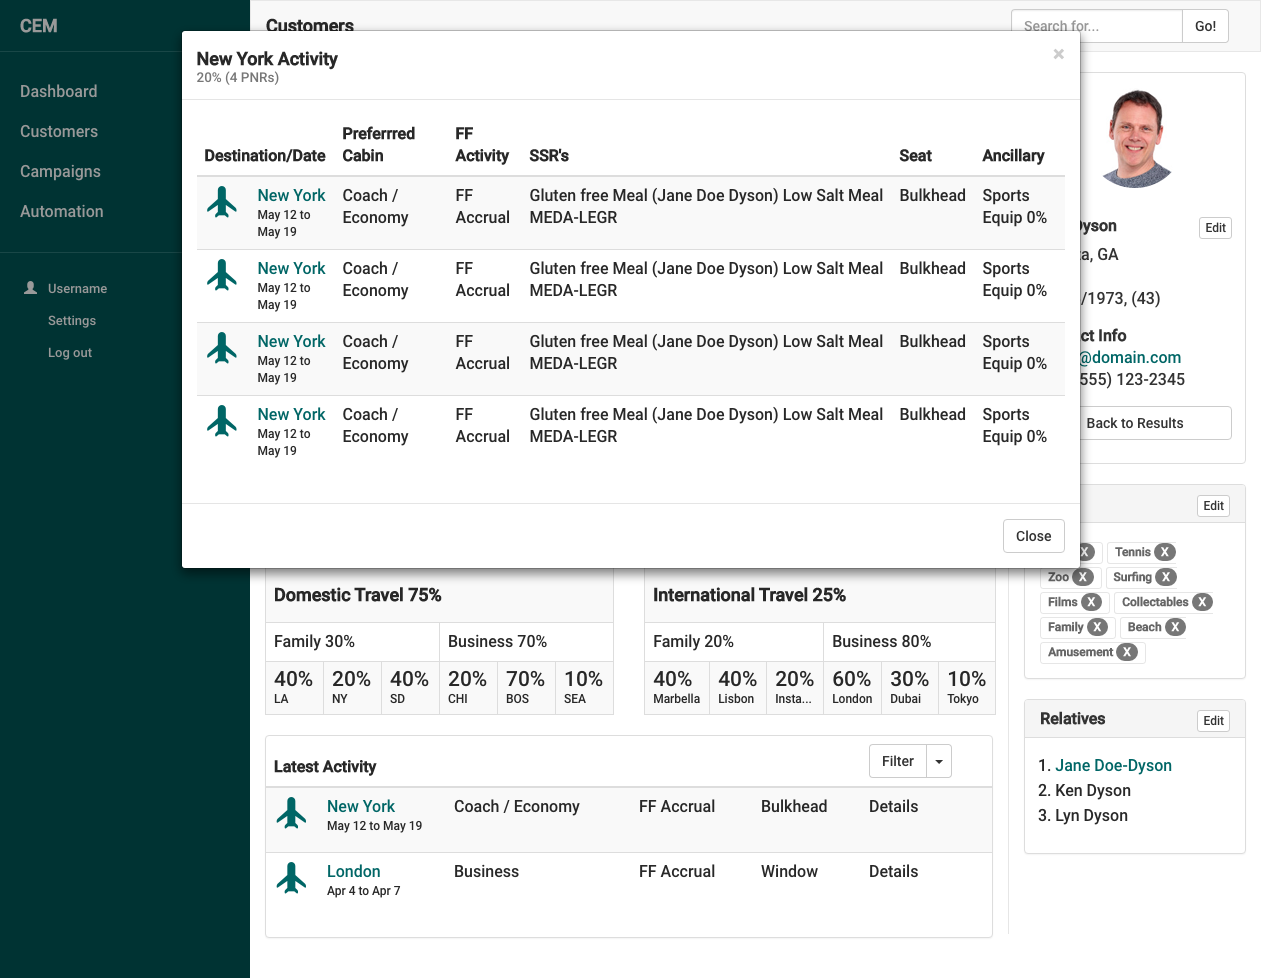 CEM
Dashboard
Customers
Campaigns
Automation
Username
Settings
Log out
Customers
Search for...
Go!
New York Activity
×
20% (4 PNRs)
Destination/Date
Preferrred
Cabin
FF
Activity
SSR's
Seat
Ancillary
New York
May 12 to
May 19
Coach /
Economy
FF
Accrual
Gluten free Meal (Jane Doe Dyson) Low Salt Meal
MEDA-LEGR
Bulkhead
Sports
Equip 0%
New York
May 12 to
May 19
Coach /
Economy
FF
Accrual
Gluten free Meal (Jane Doe Dyson) Low Salt Meal
MEDA-LEGR
Bulkhead
Sports
Equip 0%
New York
May 12 to
May 19
Coach /
Economy
FF
Accrual
Gluten free Meal (Jane Doe Dyson) Low Salt Meal
MEDA-LEGR
Bulkhead
Sports
Equip 0%
New York
May 12 to
May 19
Coach /
Economy
FF
Accrual
Gluten free Meal (Jane Doe Dyson) Low Salt Meal
MEDA-LEGR
Bulkhead
Sports
Equip 0%
Close
Dyson
Edit
a, GA
/1973, (43)
ct Info
@domain.com
555) 123-2345
Back to Results
Edit
X
Tennis X
Zoo X
Surfing X
Films X
Collectables X
Family X
Beach X
Amusement X
Domestic Travel 75%
Family 30%
Business 70%
40%
LA
20%
NY
40%
SD
20%
CHI
70%
BOS
10%
SEA
International Travel 25%
Family 20%
Business 80%
40%
Marbella
40%
Lisbon
20%
Insta...
60%
London
30%
Dubai
10%
Tokyo
Latest Activity
Filter
New York
May 12 to May 19
Coach / Economy
FF Accrual
Bulkhead
Details
London
Apr 4 to Apr 7
Business
FF Accrual
Window
Details
Relatives
Edit
1. Jane Doe-Dyson
2. Ken Dyson
3. Lyn Dyson